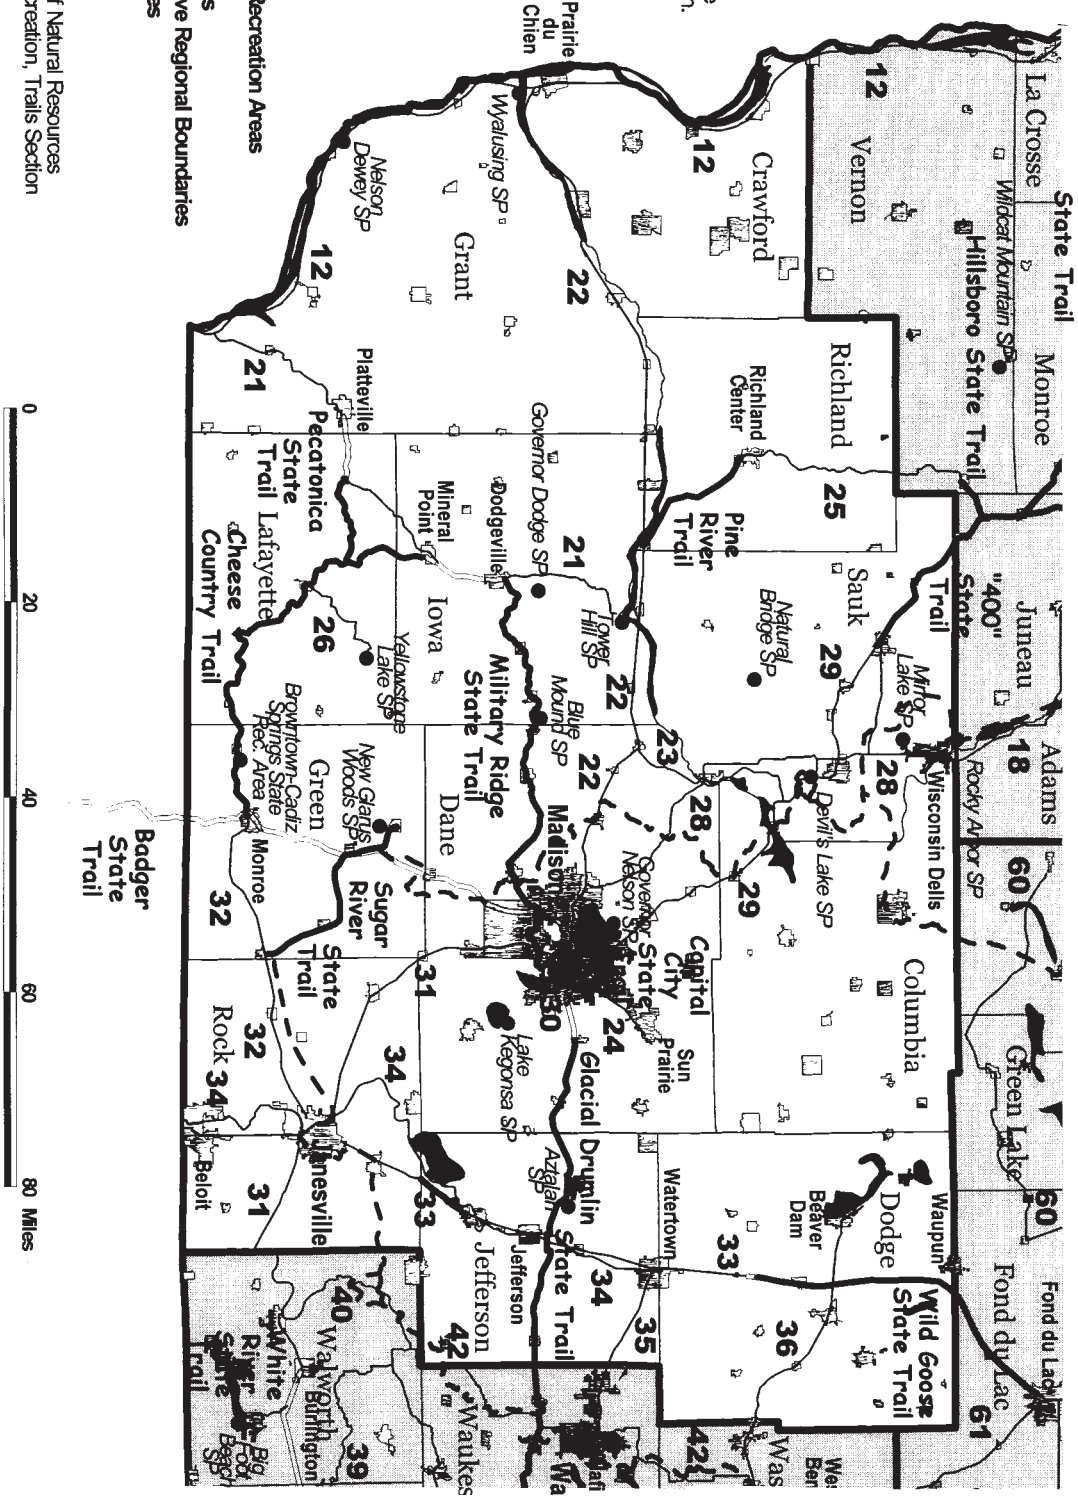 State Trail
La Crosse
Monroe
Wildcat Mountain SP
Hillsboro State Trail
12
Vernon
Prairie
du
Chien
12
Crawford
Richland
Richland
Center
25
Pine
River
Trail
Wyalusing SP
22
Grant
Nelson
Dewey SP
12
21
Platteville
Pecatonica
State
Trail
Lafayette
Cheese
Country Trail
Mineral
Point
Dodgeville
Governor Dodge SP
21
Iowa
26
Yellowstone
Lake SP
Tower
Hill SP
22
Natural
Bridge SP
Sauk
29
"400"
State
Trail
Juneau
Adams
18
Mirror
Lake SP
Rocky Arbor SP
Wisconsin Dells
28
Devil's Lake SP
23
28
29
Blue
Mound SP
22
Military Ridge
State Trail
Dane
Madison
Governor
Nelson SP
Capital
City
State
24
30
Sun
Prairie
Browntown-Cadiz
Springs State
Rec. Area
New Glarus
Woods SP
Green
Monroe
32
Badger
State
Trail
Sugar
River
State
Trail
31
Lake
Kegonsa SP
34
Rock
32
34
Janesville
Beloit
31
Columbia
60
Green Lake
60
Fond du Lac
Fond du Lac
61
Waupun
Dodge
Beaver
Dam
33
Wild Goose
State Trail
36
Watertown
Glacial Drumlin
State Trail
Aztalan
SP
33
Jefferson
Jefferson
34
35
42
42
40
Walworth
White
River
State
Trail
Burlington
Big
Foot
Beach
SP
39
Waukes
Was
Wes
Ben
Wa
Recreation Areas
s
ve Regional Boundaries
es
f Natural Resources
creation, Trails Section
e
n.
0 20 40 60 80 Miles